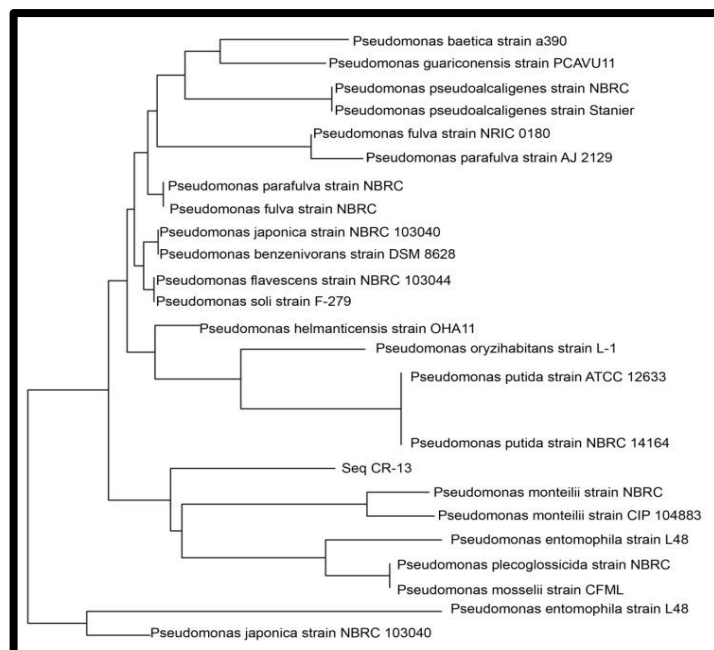 Pseudomonas baetica strain a390
Pseudomonas guariconensis strain PCAVU11
Pseudomonas pseudoalcaligenes strain NBRC
Pseudomonas pseudoalcaligenes strain Stanier
Pseudomonas fulva strain NRIC 0180
Pseudomonas parafulva strain AJ 2129
Pseudomonas parafulva strain NBRC
Pseudomonas fulva strain NBRC
Pseudomonas japonica strain NBRC 103040
Pseudomonas benzenivorans strain DSM 8628
Pseudomonas flavescens strain NBRC 103044
Pseudomonas soli strain F-279
Pseudomonas helmanticensis strain OHA11
Pseudomonas oryzihabitans strain L-1
Pseudomonas putida strain ATCC 12633
Pseudomonas putida strain NBRC 14164
Seq CR-13
Pseudomonas monteilii strain NBRC
Pseudomonas monteilii strain CIP 104883
Pseudomonas entomophila strain L48
Pseudomonas plecoglossicida strain NBRC
Pseudomonas mosselii strain CFML
Pseudomonas entomophila strain L48
Pseudomonas japonica strain NBRC 103040